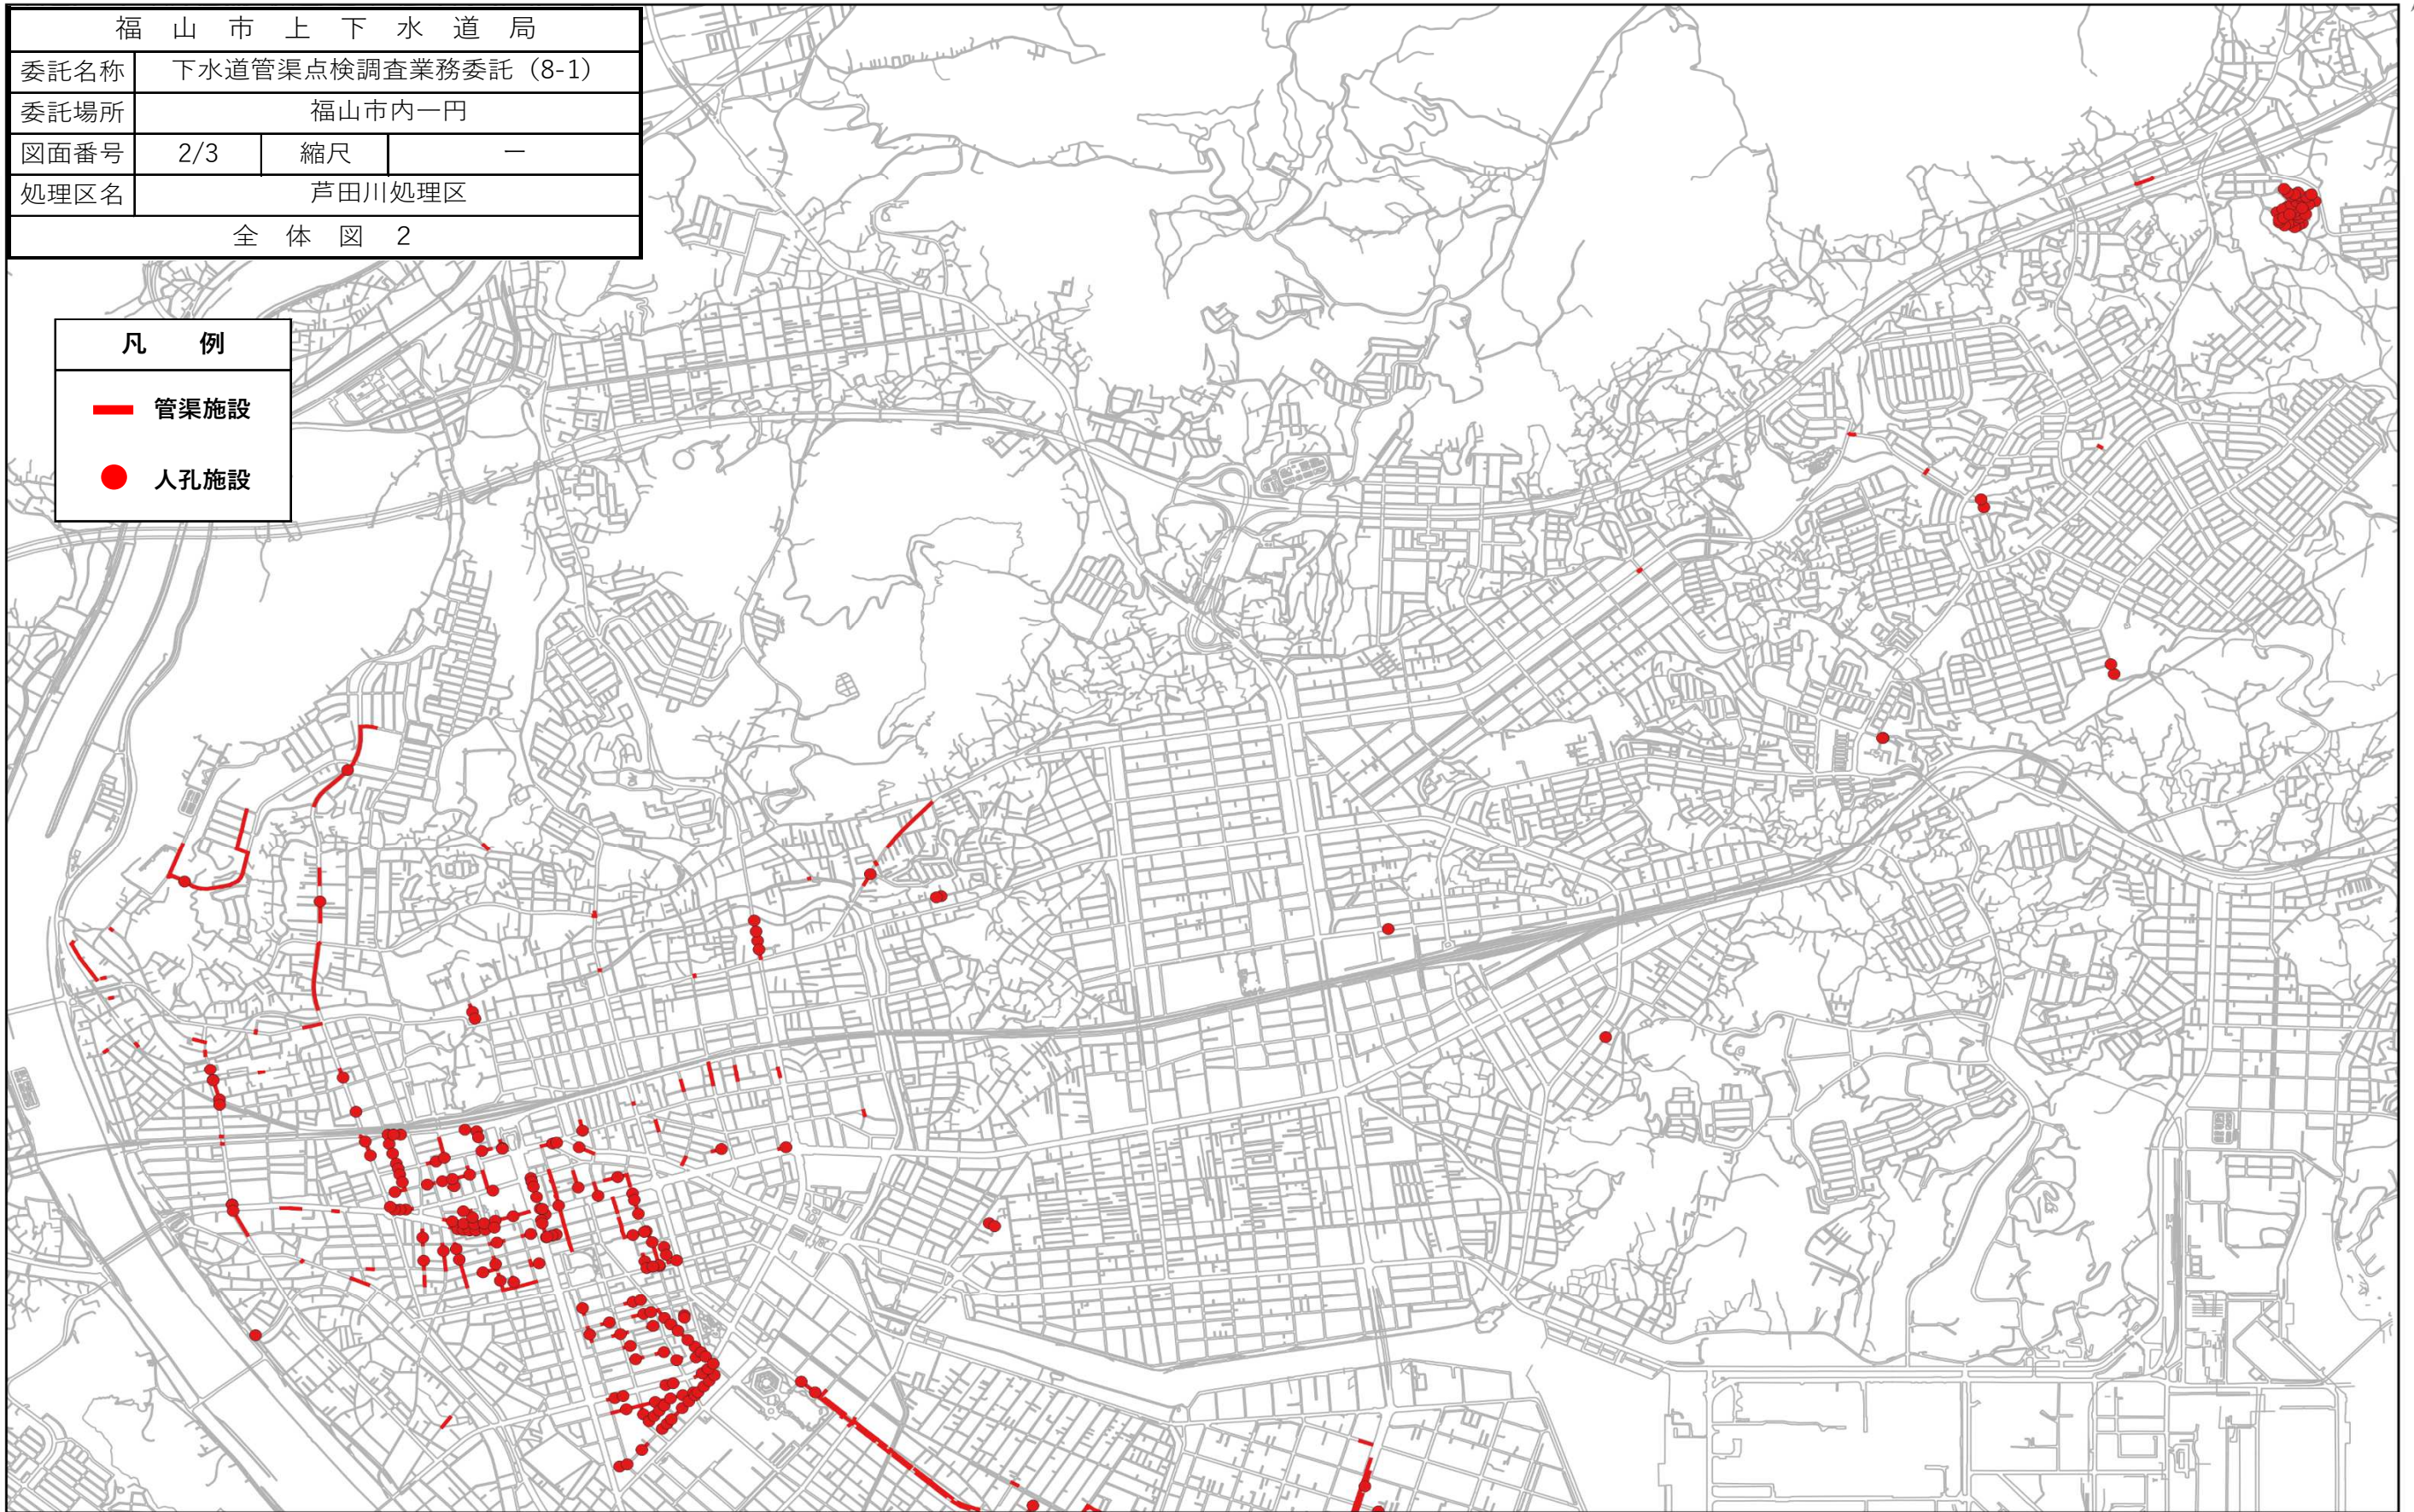 福山市上下水道局
委託名称 下水道管渠点検調査業務委託（8-1）
委託場所 福山市内一円
図面番号 2/3 縮尺 ー
処理区名 芦田川処理区
全体図 2
凡例
管渠施設
人孔施設